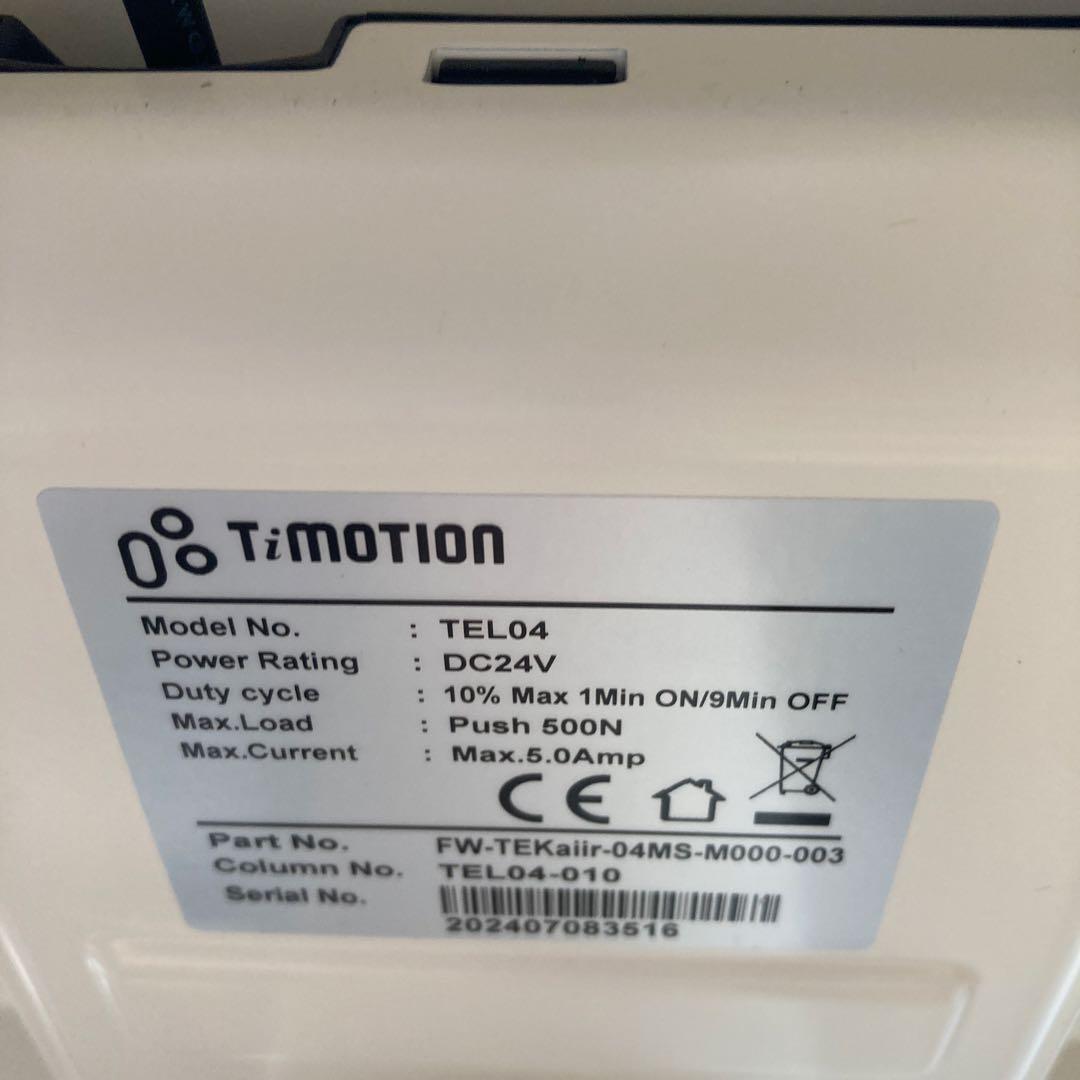 TiMOTION
Model No. : TEL04
Power Rating : DC24V
Duty cycle : 10% Max 1Min ON/9Min OFF
Max.Load : Push 500N
Max.Current : Max.5.0Amp
CE
Part No. FW-TEKaiir-04MS-M000-003
Column No. TEL04-010
Serial No.
202407083516